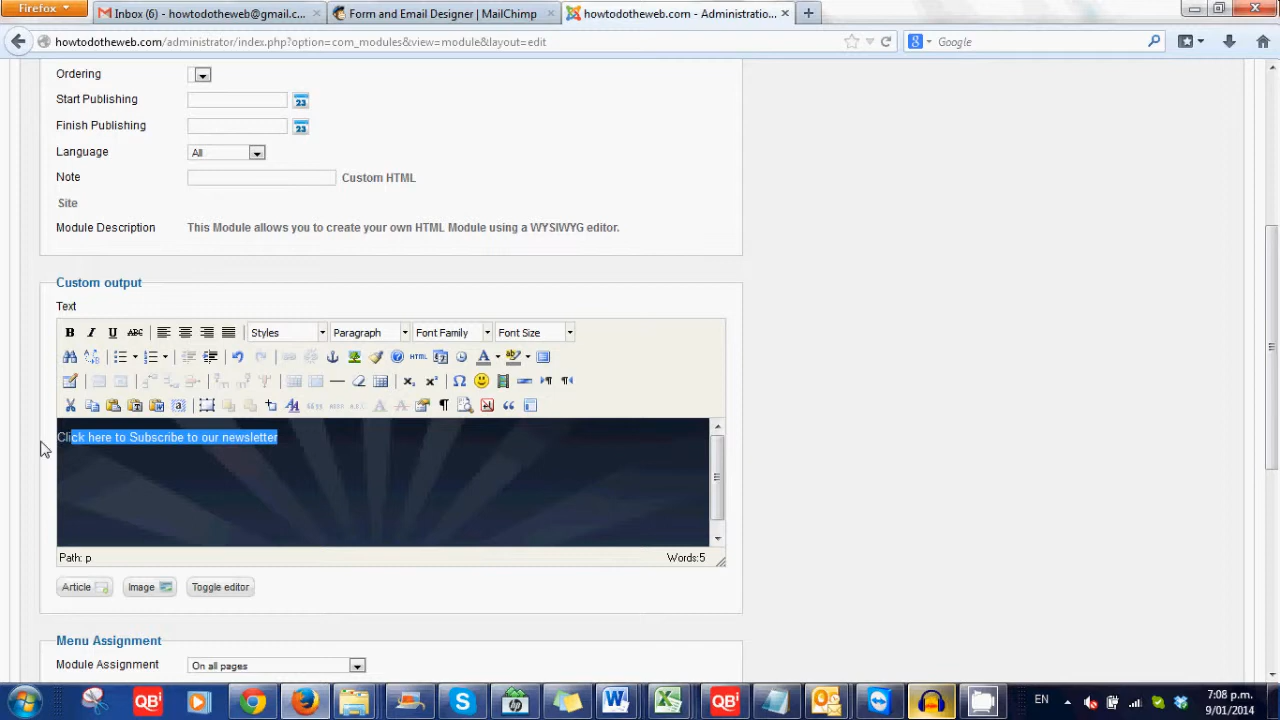 Firefox
Inbox (6) - howtodotheweb@gmail.c...
Form and Email Designer | MailChimp
howtodotheweb.com - Administratio...
howtodotheweb.com/administrator/index.php?option=com_modules&view=module&layout=edit
Google
Ordering
Start Publishing
23
Finish Publishing
23
Language
All
Note
Custom HTML
Site
Module Description
This Module allows you to create your own HTML Module using a WYSIWYG editor.
Custom output
Text
B I U ABC
Styles
Paragraph
Font Family
Font Size
HTML
Click here to Subscribe to our newsletter
Path: p
Words:5
Article
Image
Toggle editor
Menu Assignment
Module Assignment
On all pages
EN
7:08 p.m.
9/01/2014